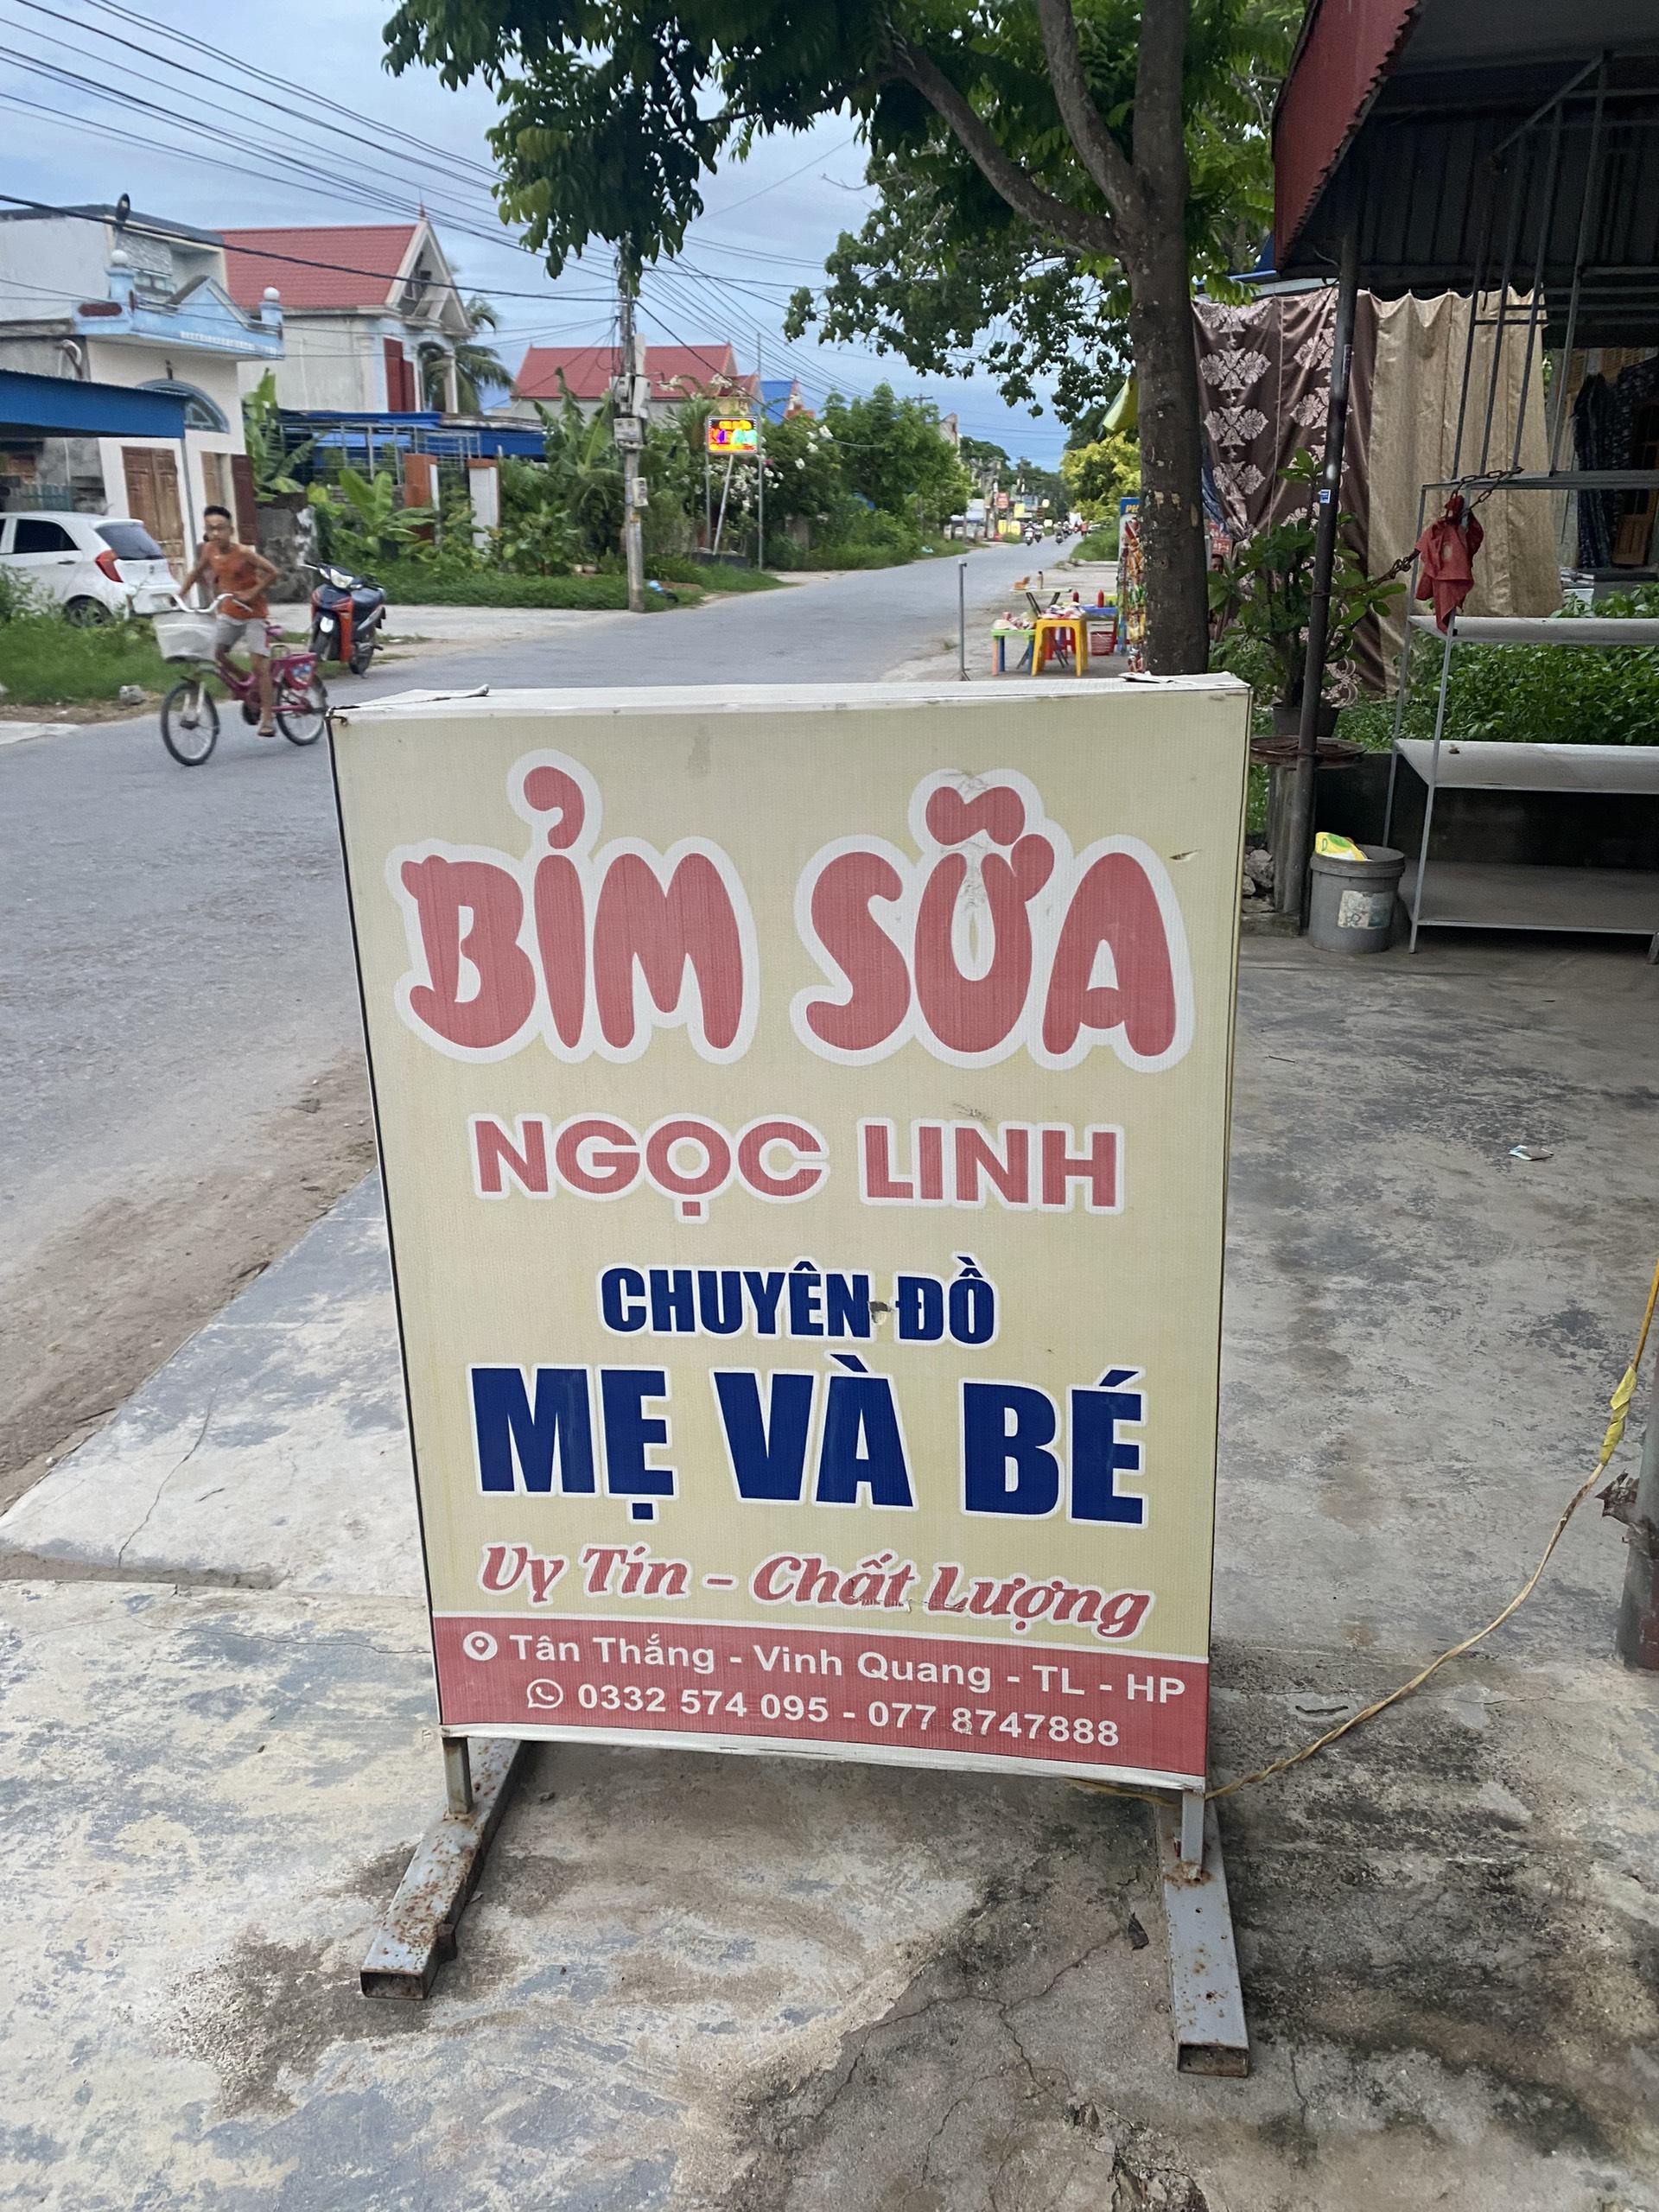 BỈM SỮA
NGỌC LINH
CHUYÊN ĐỒ
MẸ VÀ BÉ
Uy Tín - Chất Lượng
Tân Thắng - Vinh Quang - TL - HP
0332 574 095 - 077 8747888